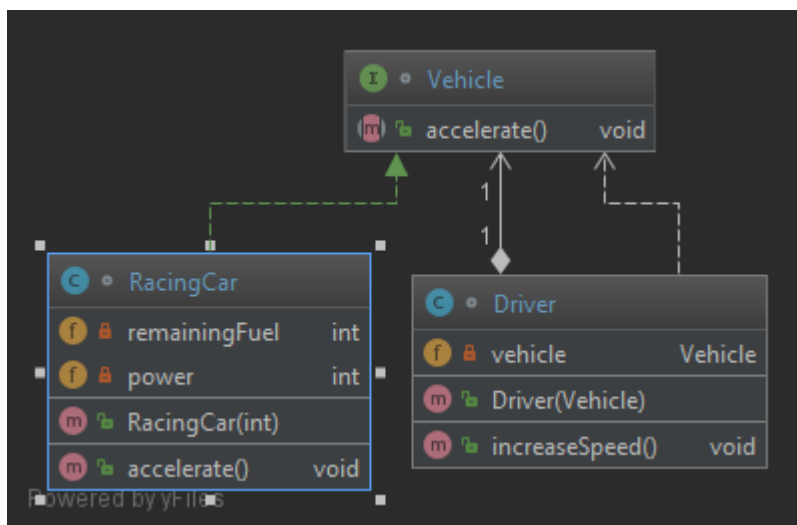 Vehicle
accelerate() void
1
1
RacingCar
remainingFuel int
power int
RacingCar(int)
accelerate() void
Driver
vehicle Vehicle
Driver(Vehicle)
increaseSpeed() void
Powered by yFiles